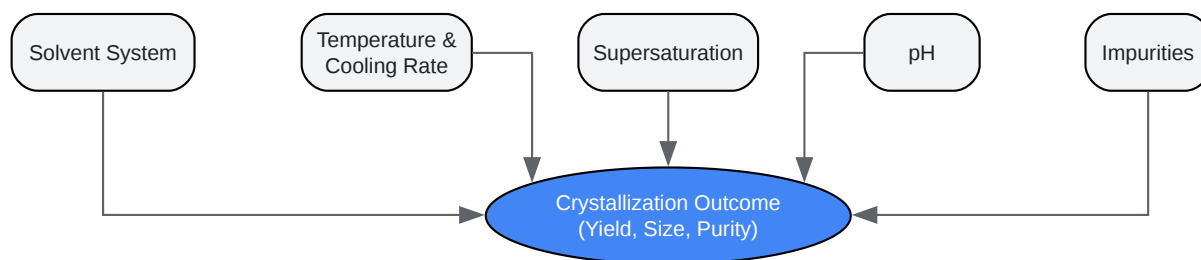 Solvent System
Temperature &
Cooling Rate
Supersaturation
pH
Impurities
Crystallization Outcome
(Yield, Size, Purity)